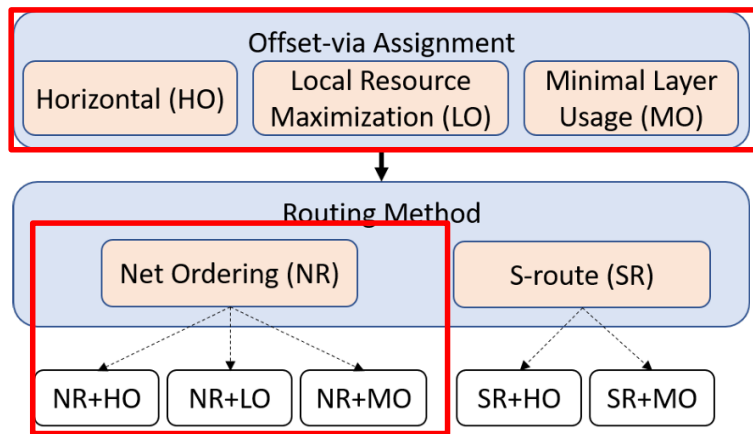 Offset-via Assignment
Horizontal (HO)
Local Resource
Maximization (LO)
Minimal Layer
Usage (MO)
Routing Method
Net Ordering (NR)
S-route (SR)
NR+HO
NR+LO
NR+MO
SR+HO
SR+MO